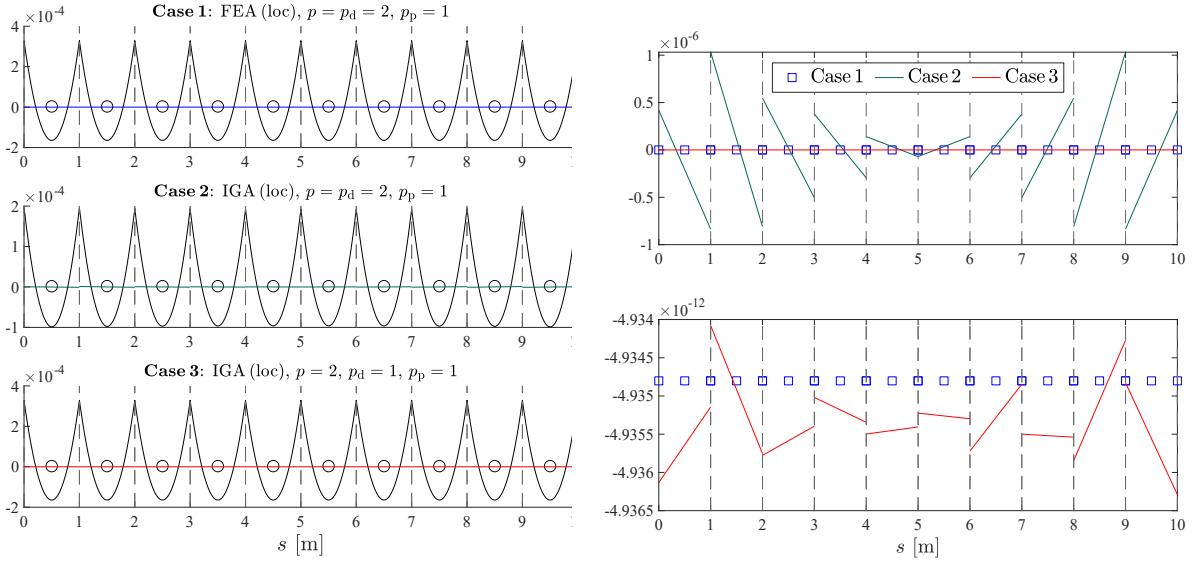 ×10⁻⁴
Case 1: FEA (loc), p = p_d = 2, p_p = 1
4
2
0
-2
0 1 2 3 4 5 6 7 8 9 1
×10⁻⁴
Case 2: IGA (loc), p = p_d = 2, p_p = 1
2
1
0
-1
0 1 2 3 4 5 6 7 8 9 1
×10⁻⁴
Case 3: IGA (loc), p = 2, p_d = 1, p_p = 1
4
2
0
-2
0 1 2 3 4 5 6 7 8 9 1
s [m]
×10⁻⁶
1
0.5
0
-0.5
-1
Case 1 Case 2 Case 3
0 1 2 3 4 5 6 7 8 9 10
×10⁻¹²
-4.934
-4.9345
-4.935
-4.9355
-4.936
-4.9365
0 1 2 3 4 5 6 7 8 9 10
s [m]